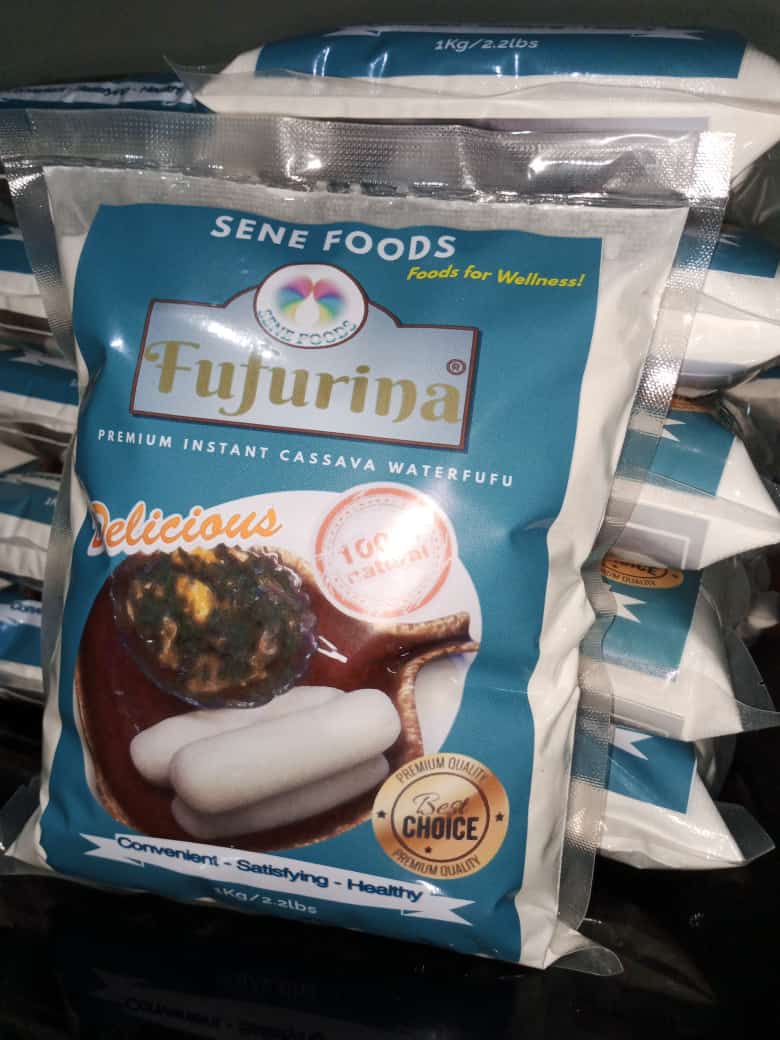 1Kg/2.2lbs
SENE FOODS
Foods for Wellness!
SENE FOODS
Fufurina®
PREMIUM INSTANT CASSAVA WATERFUFU
Delicious
100%
natural
PREMIUM QUALITY
Best
CHOICE
PREMIUM QUALITY
Convenient - Satisfying - Healthy
1Kg/2.2lbs